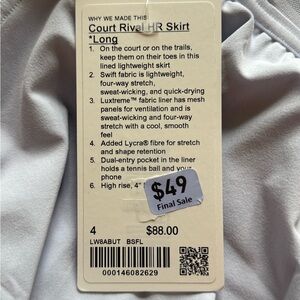 WHY WE MADE THIS
Court Rival HR Skirt
*Long
1. On the court or on the trails,
keep them on their toes in this
lined lightweight skirt
2. Swift fabric is lightweight,
four-way stretch,
sweat-wicking, and quick-drying
3. Luxtreme™ fabric liner has mesh
panels for ventilation and is
sweat-wicking and four-way
stretch with a cool, smooth
feel
4. Added Lycra® fibre for stretch
and shape retention
5. Dual-entry pocket in the liner
holds a tennis ball and your
phone
6. High rise, 4"
$49
Final Sale
4 $88.00
LW8ABUT BSFL
000146082629